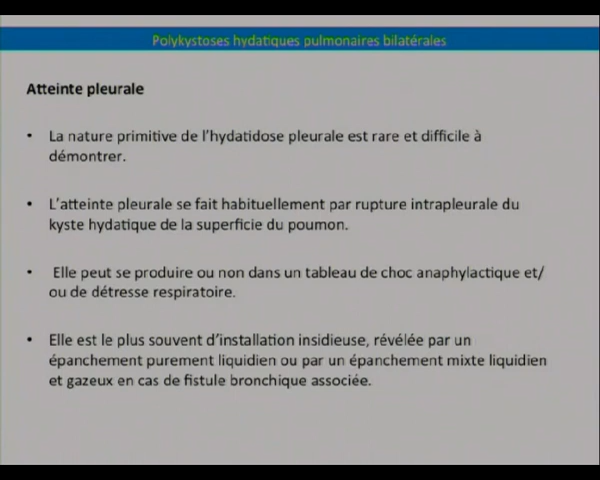 Polykystoses hydatiques pulmonaires bilatérales
Atteinte pleurale
• La nature primitive de l'hydatidose pleurale est rare et difficile à
démontrer.
• L'atteinte pleurale se fait habituellement par rupture intrapleurale du
kyste hydatique de la superficie du poumon.
• Elle peut se produire ou non dans un tableau de choc anaphylactique et/
ou de détresse respiratoire.
• Elle est le plus souvent d'installation insidieuse, révélée par un
épanchement purement liquidien ou par un épanchement mixte liquidien
et gazeux en cas de fistule bronchique associée.